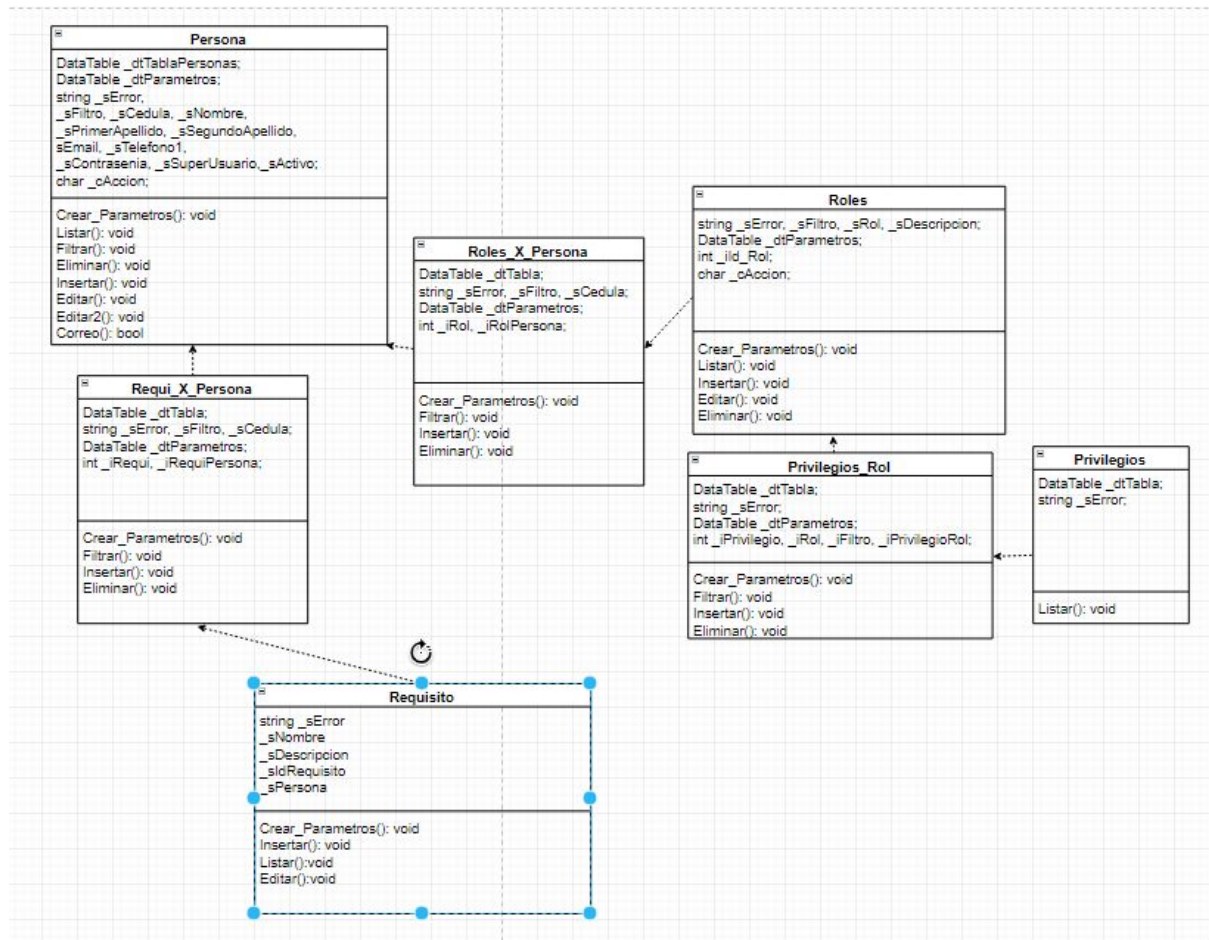 Persona
DataTable _dtTablaPersonas;
DataTable _dtParametros;
string _sError,
_sFiltro, _sCedula, _sNombre,
_sPrimerApellido, _sSegundoApellido,
sEmail, _sTelefono1,
_sContrasenia, _sSuperUsuario,_sActivo;
char _cAccion;
Crear_Parametros(): void
Listar(): void
Filtrar(): void
Eliminar(): void
Insertar(): void
Editar(): void
Editar2(): void
Correo(): bool
Roles_X_Persona
DataTable _dtTabla;
string _sError, _sFiltro, _sCedula;
DataTable _dtParametros;
int _iRol, _iRolPersona;
Crear_Parametros(): void
Filtrar(): void
Insertar(): void
Eliminar(): void
Roles
string _sError, _sFiltro, _sRol, _sDescripcion;
DataTable _dtParametros;
int _iId_Rol;
char _cAccion;
Crear_Parametros(): void
Listar(): void
Insertar(): void
Editar(): void
Eliminar(): void
Requi_X_Persona
DataTable _dtTabla;
string _sError, _sFiltro, _sCedula;
DataTable _dtParametros;
int _iRequi, _iRequiPersona;
Crear_Parametros(): void
Filtrar(): void
Insertar(): void
Eliminar(): void
Privilegios_Rol
DataTable _dtTabla;
string _sError;
DataTable _dtParametros;
int _iPrivilegio, _iRol, _iFiltro, _iPrivilegioRol;
Crear_Parametros(): void
Filtrar(): void
Insertar(): void
Eliminar(): void
Privilegios
DataTable _dtTabla;
string _sError;
Listar(): void
Requisito
string _sError
_sNombre
_sDescripcion
_sIdRequisito
_sPersona
Crear_Parametros(): void
Insertar(): void
Listar():void
Editar():void